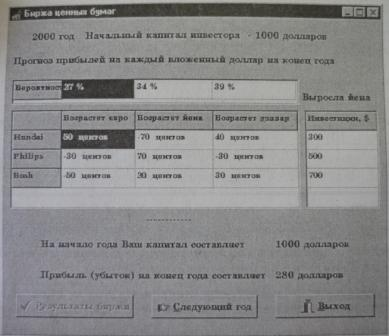 Биржа ценных бумаг
2000 год Начальный капитал инвестора - 1000 долларов
Прогноз прибылей на каждый вложенный доллар на конец года
Вероятност 27 % 34 % 39 %
Выросла йена
Возрастет евро Возрастет йена Возрастет доллар Инвестиции, $
Hundai 50 центов -70 центов 40 центов 300
Philips -30 центов 70 центов -30 центов 500
Bosh -50 центов 20 центов 30 центов 700
На начало года Ваш капитал составляет 1000 долларов
Прибыль (убыток) на конец года составляет 280 долларов
Результаты биржи Следующий год Выход